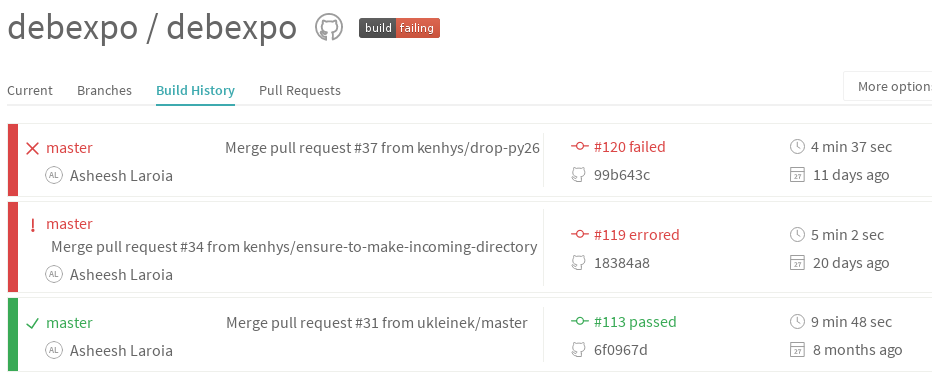 debexpo / debexpo build failing
Current Branches Build History Pull Requests More option
master Merge pull request #37 from kenhys/drop-py26 #120 failed 4 min 37 sec
AL Asheesh Laroia 99b643c 27 11 days ago
! master
Merge pull request #34 from kenhys/ensure-to-make-incoming-directory #119 errored 5 min 2 sec
AL Asheesh Laroia 18384a8 27 20 days ago
master Merge pull request #31 from ukleinek/master #113 passed 9 min 48 sec
AL Asheesh Laroia 6f0967d 27 8 months ago